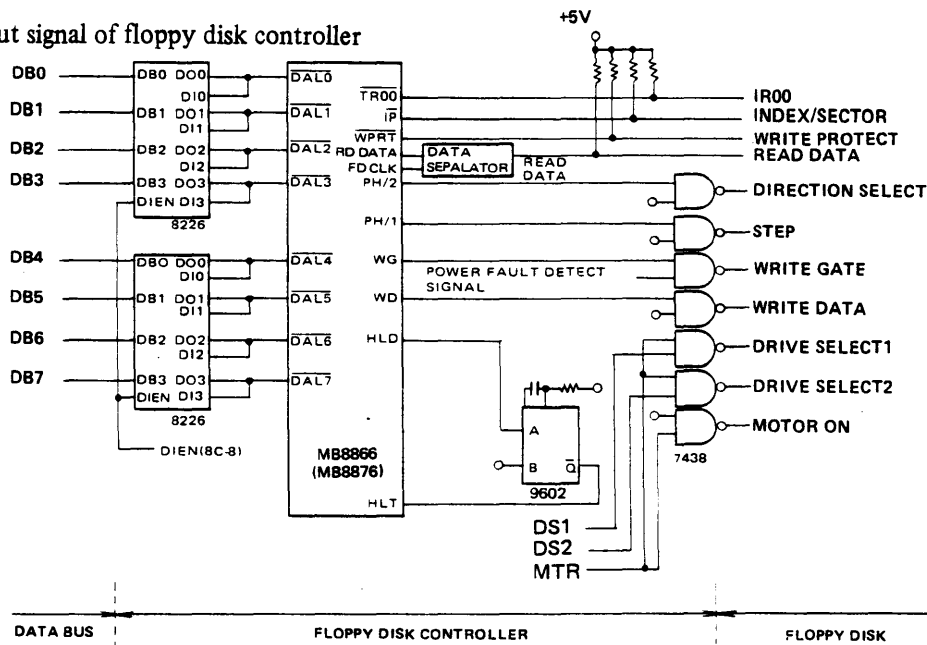 ut signal of floppy disk controller
+5V
DB0
DB1
DB2
DB3
DB0 DO0
DI0
DB1 DO1
DI1
DB2 DO2
DI2
DB3 DO3
DIEN DI3
8226
DB4
DB5
DB6
DB7
DB0 DO0
DI0
DB1 DO1
DI1
DB2 DO2
DI2
DB3 DO3
DIEN DI3
8226
DIEN(8C-8)
DAL0
DAL1
DAL2
DAL3
DAL4
DAL5
DAL6
DAL7
TR00
IP
WPRT
RD DATA
FDCLK
PH/2
PH/1
WG
WD
HLD
MB8866
(MB8876)
HLT
DATA
SEPALATOR
READ
DATA
POWER FAULT DETECT
SIGNAL
A
B Q
9602
IR00
INDEX/SECTOR
WRITE PROTECT
READ DATA
DIRECTION SELECT
STEP
WRITE GATE
WRITE DATA
DRIVE SELECT1
DRIVE SELECT2
MOTOR ON
7438
DS1
DS2
MTR
DATA BUS
FLOPPY DISK CONTROLLER
FLOPPY DISK